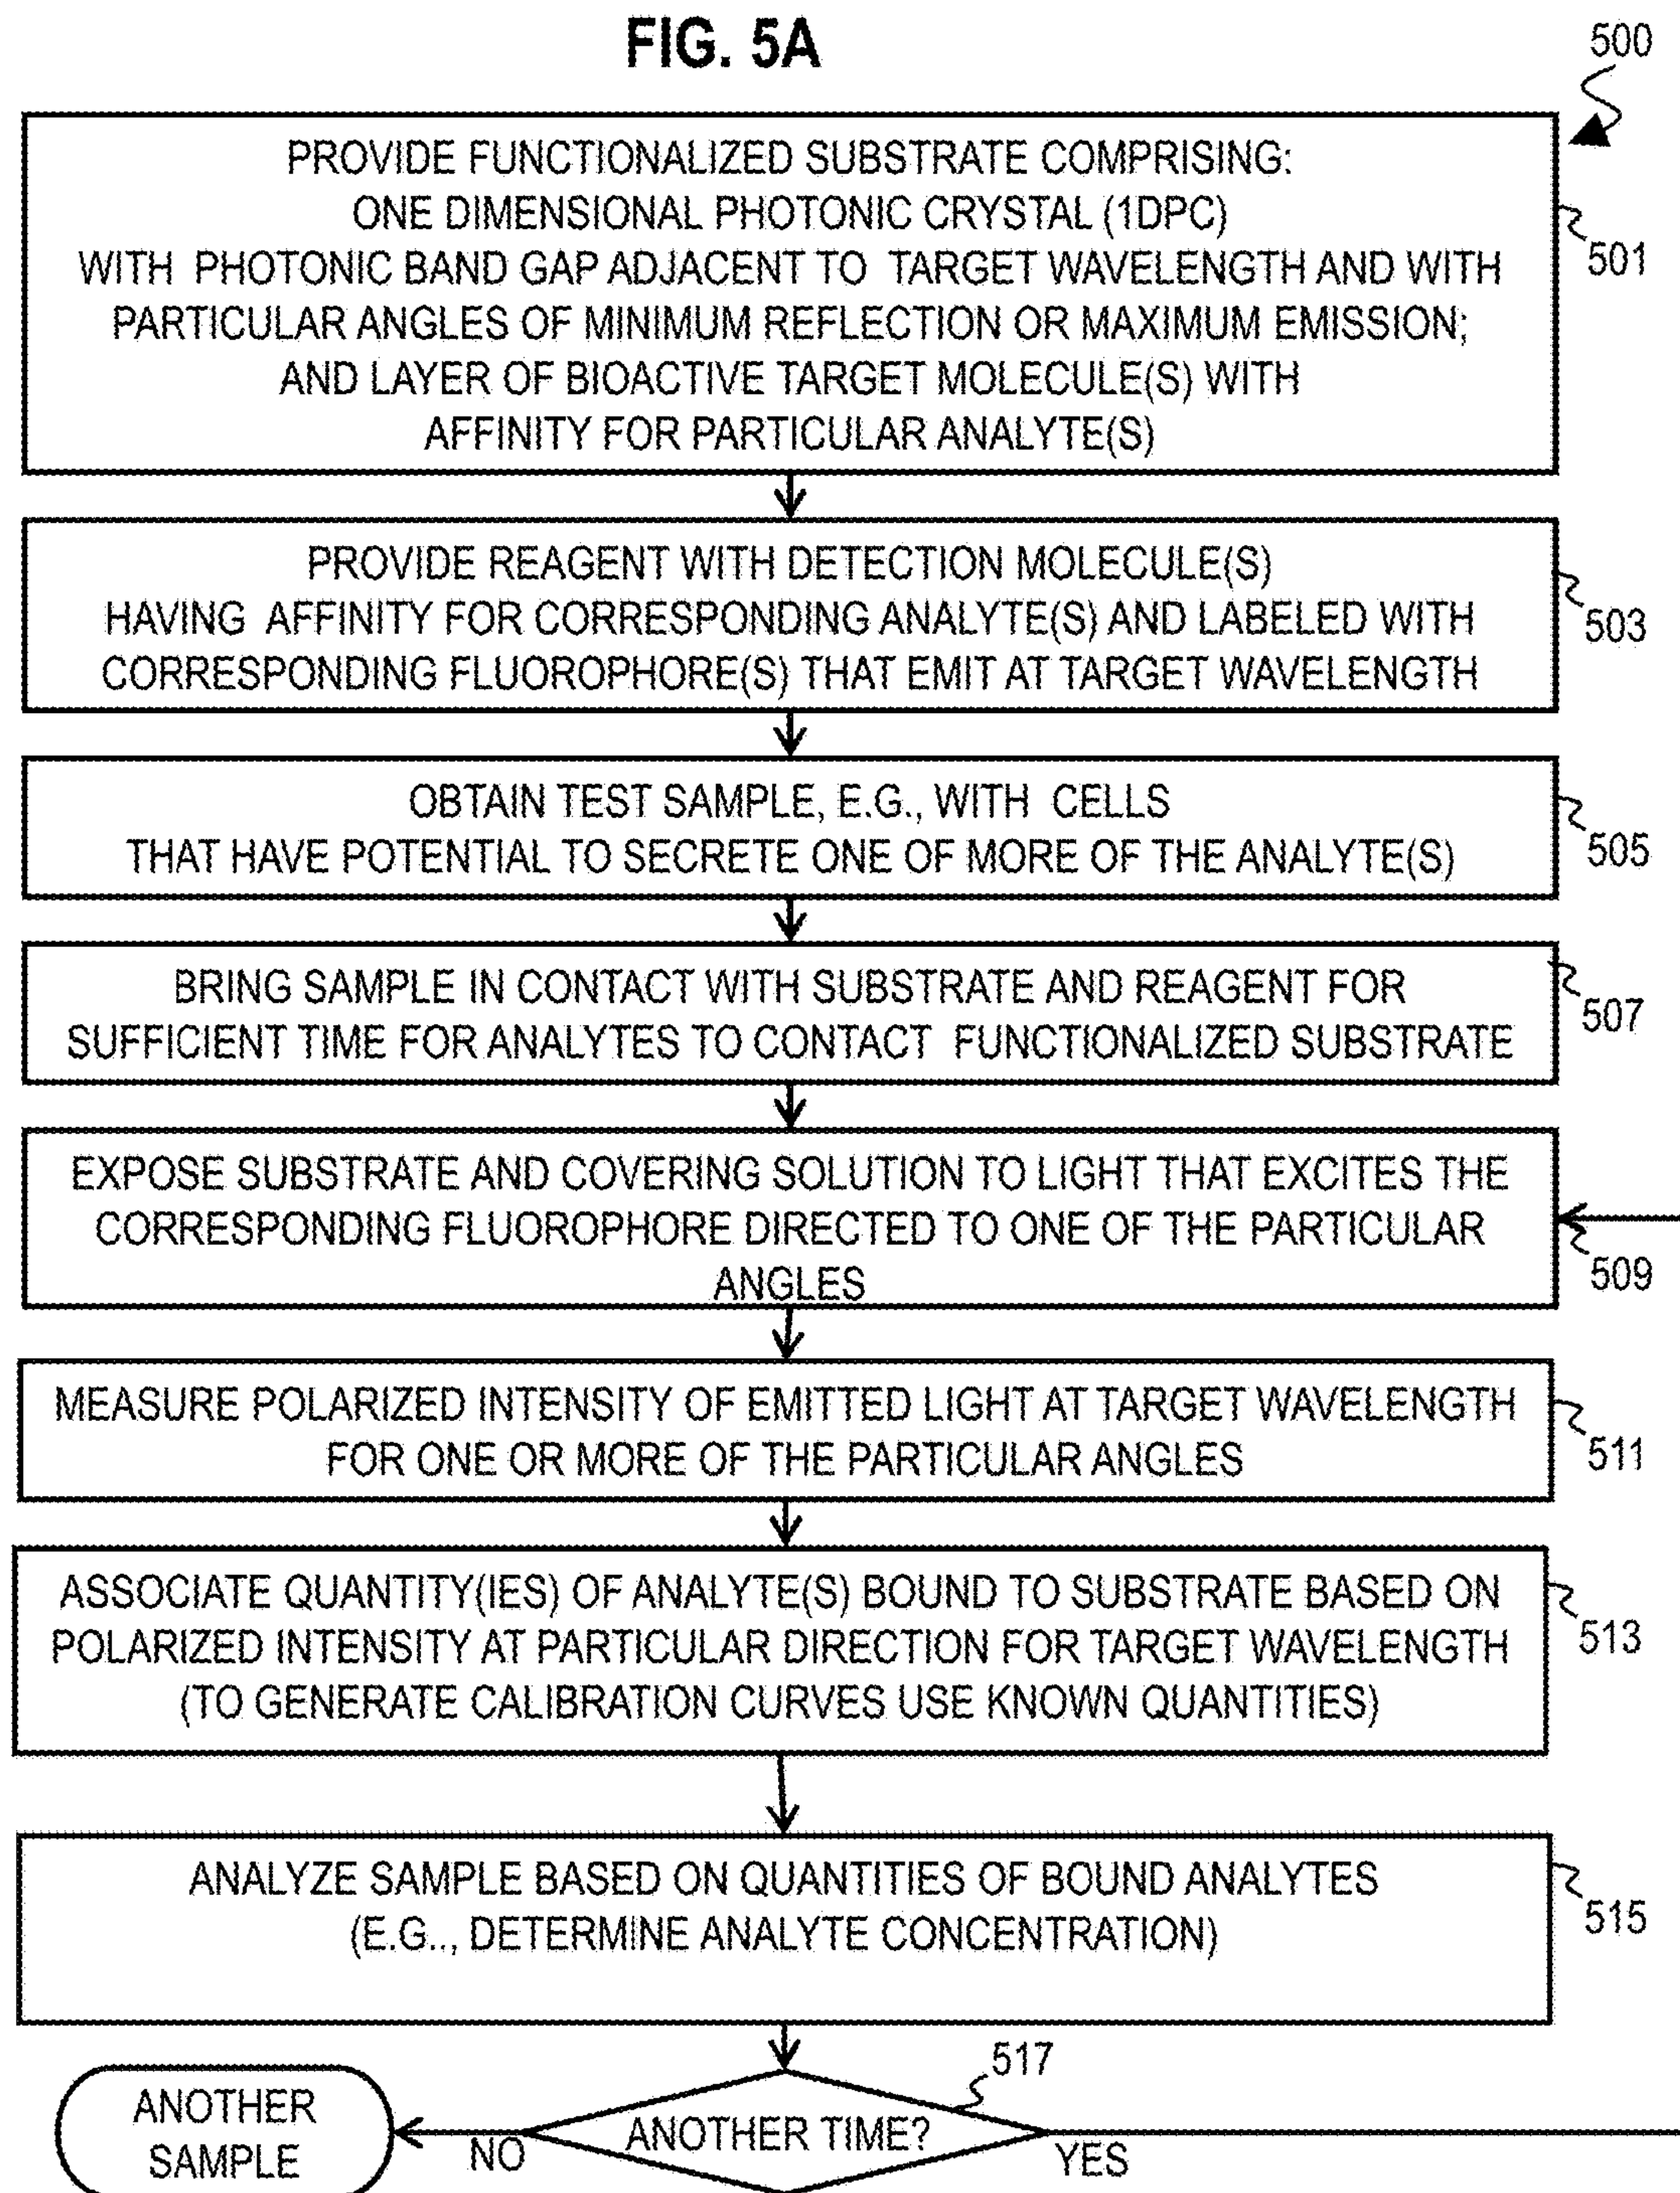 FIG. 5A
500
PROVIDE FUNCTIONALIZED SUBSTRATE COMPRISING:
ONE DIMENSIONAL PHOTONIC CRYSTAL (1DPC)
WITH PHOTONIC BAND GAP ADJACENT TO TARGET WAVELENGTH AND WITH
PARTICULAR ANGLES OF MINIMUM REFLECTION OR MAXIMUM EMISSION;
AND LAYER OF BIOACTIVE TARGET MOLECULE(S) WITH
AFFINITY FOR PARTICULAR ANALYTE(S)
501
PROVIDE REAGENT WITH DETECTION MOLECULE(S)
HAVING AFFINITY FOR CORRESPONDING ANALYTE(S) AND LABELED WITH
CORRESPONDING FLUOROPHORE(S) THAT EMIT AT TARGET WAVELENGTH
503
OBTAIN TEST SAMPLE, E.G., WITH CELLS
THAT HAVE POTENTIAL TO SECRETE ONE OF MORE OF THE ANALYTE(S)
505
BRING SAMPLE IN CONTACT WITH SUBSTRATE AND REAGENT FOR
SUFFICIENT TIME FOR ANALYTES TO CONTACT FUNCTIONALIZED SUBSTRATE
507
EXPOSE SUBSTRATE AND COVERING SOLUTION TO LIGHT THAT EXCITES THE
CORRESPONDING FLUOROPHORE DIRECTED TO ONE OF THE PARTICULAR
ANGLES
509
MEASURE POLARIZED INTENSITY OF EMITTED LIGHT AT TARGET WAVELENGTH
FOR ONE OR MORE OF THE PARTICULAR ANGLES
511
ASSOCIATE QUANTITY(IES) OF ANALYTE(S) BOUND TO SUBSTRATE BASED ON
POLARIZED INTENSITY AT PARTICULAR DIRECTION FOR TARGET WAVELENGTH
(TO GENERATE CALIBRATION CURVES USE KNOWN QUANTITIES)
513
ANALYZE SAMPLE BASED ON QUANTITIES OF BOUND ANALYTES
(E.G.., DETERMINE ANALYTE CONCENTRATION)
515
517
ANOTHER TIME?
NO
YES
ANOTHER
SAMPLE